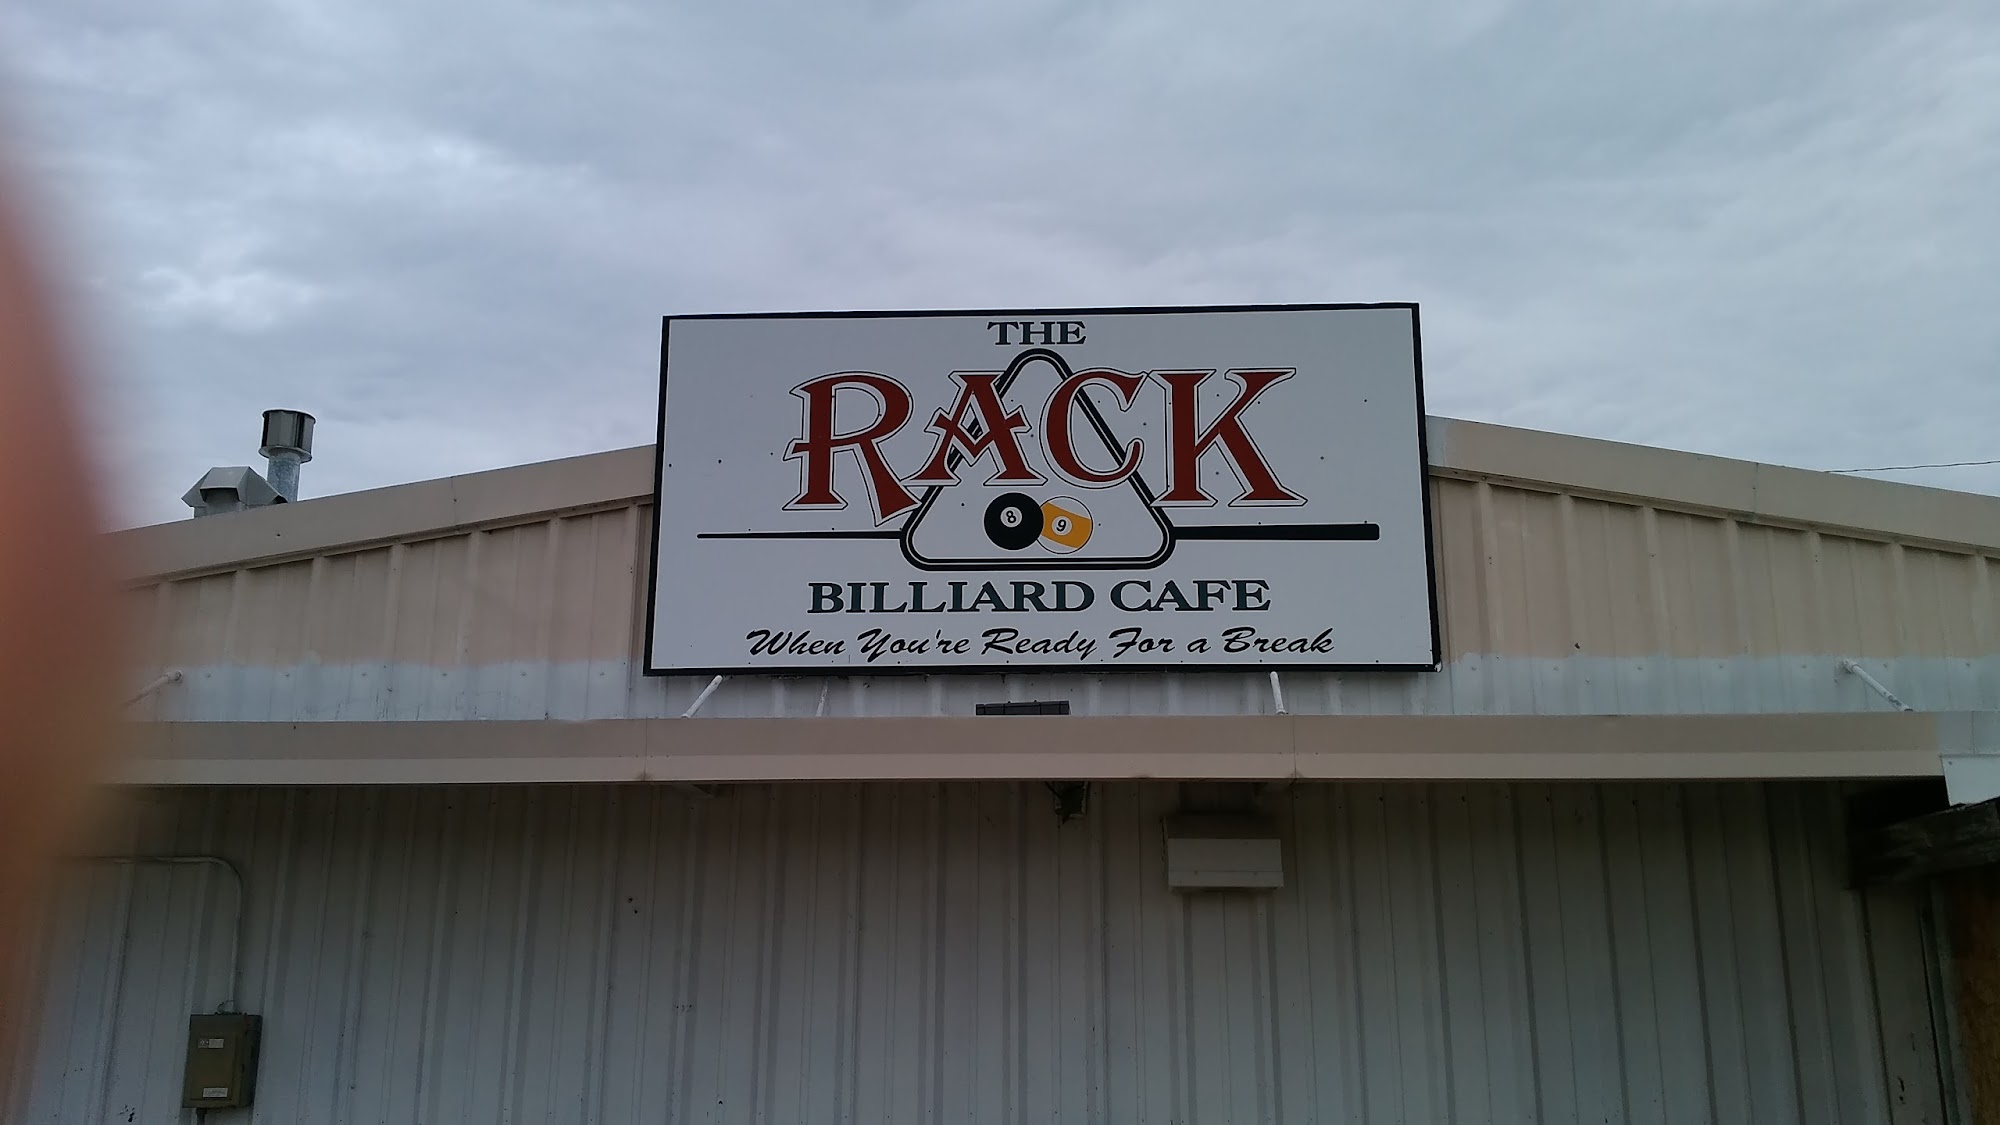 THE
RACK
8 9
BILLIARD CAFE
When You're Ready For a Break